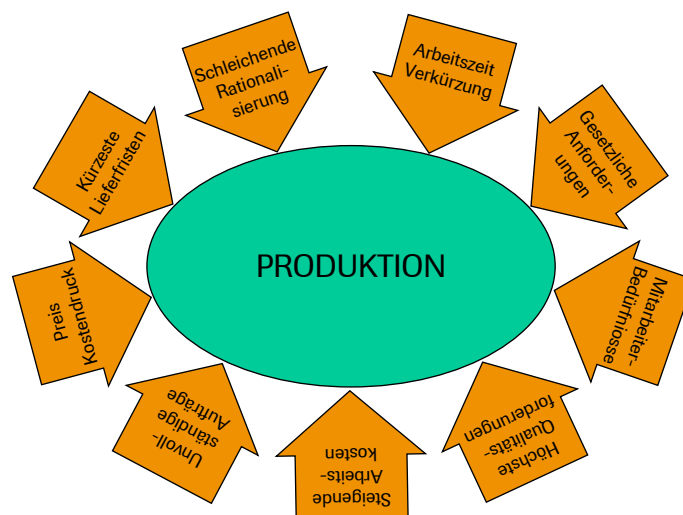 Schleichende
Rationali-
sierung
Arbeitszeit
Verkürzung
Kürzeste
Lieferfristen
Gesetzliche
Anforder-
ungen
PRODUKTION
Preis
Kostendruck
Mitarbeiter-
Bedürfniosse
Unvoll-
ständige
Aufträge
Steigende
Arbeits-
kosten
Höchste
Qualitäts-
forderungen